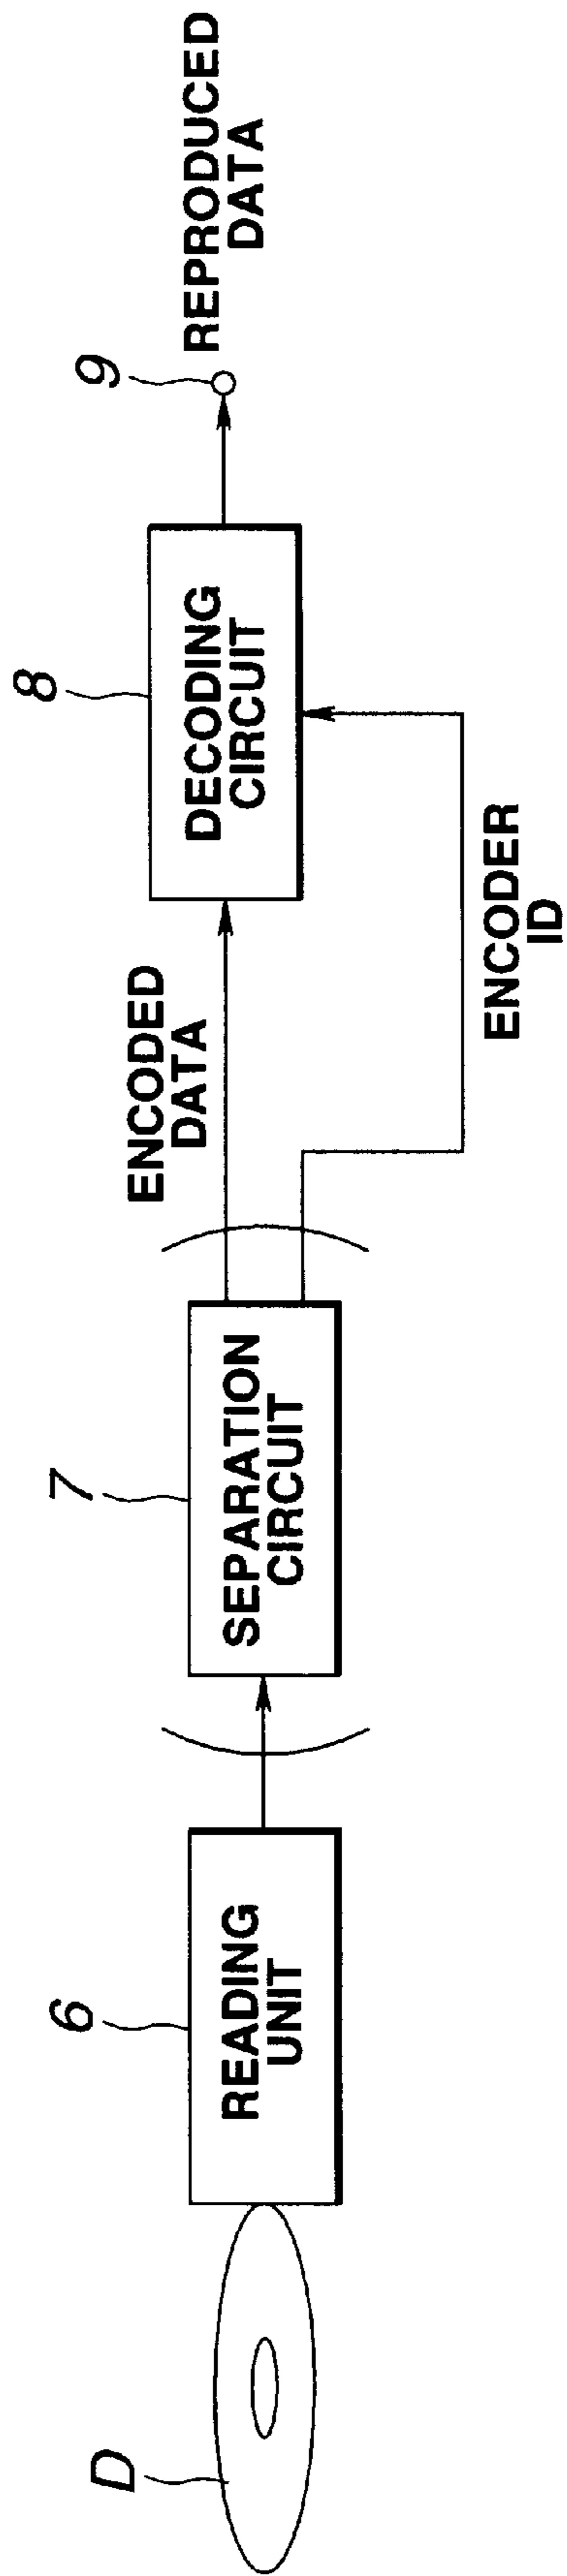 D
6
READING
UNIT
7
SEPARATION
CIRCUIT
ENCODED
DATA
ENCODER
ID
8
DECODING
CIRCUIT
9
REPRODUCED
DATA